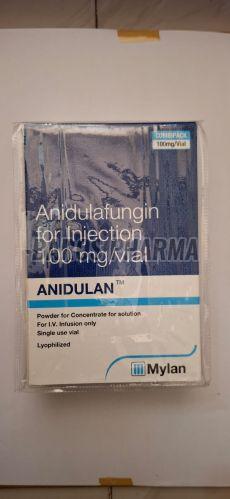 COMBIPACK
100mg/Vial
Anidulafungin
for Injection
100 mg/vial
PHARMA
ANIDULAN™
Powder for Concentrate for solution
For I.V. Infusion only
Single use vial
Lyophilized
Mylan